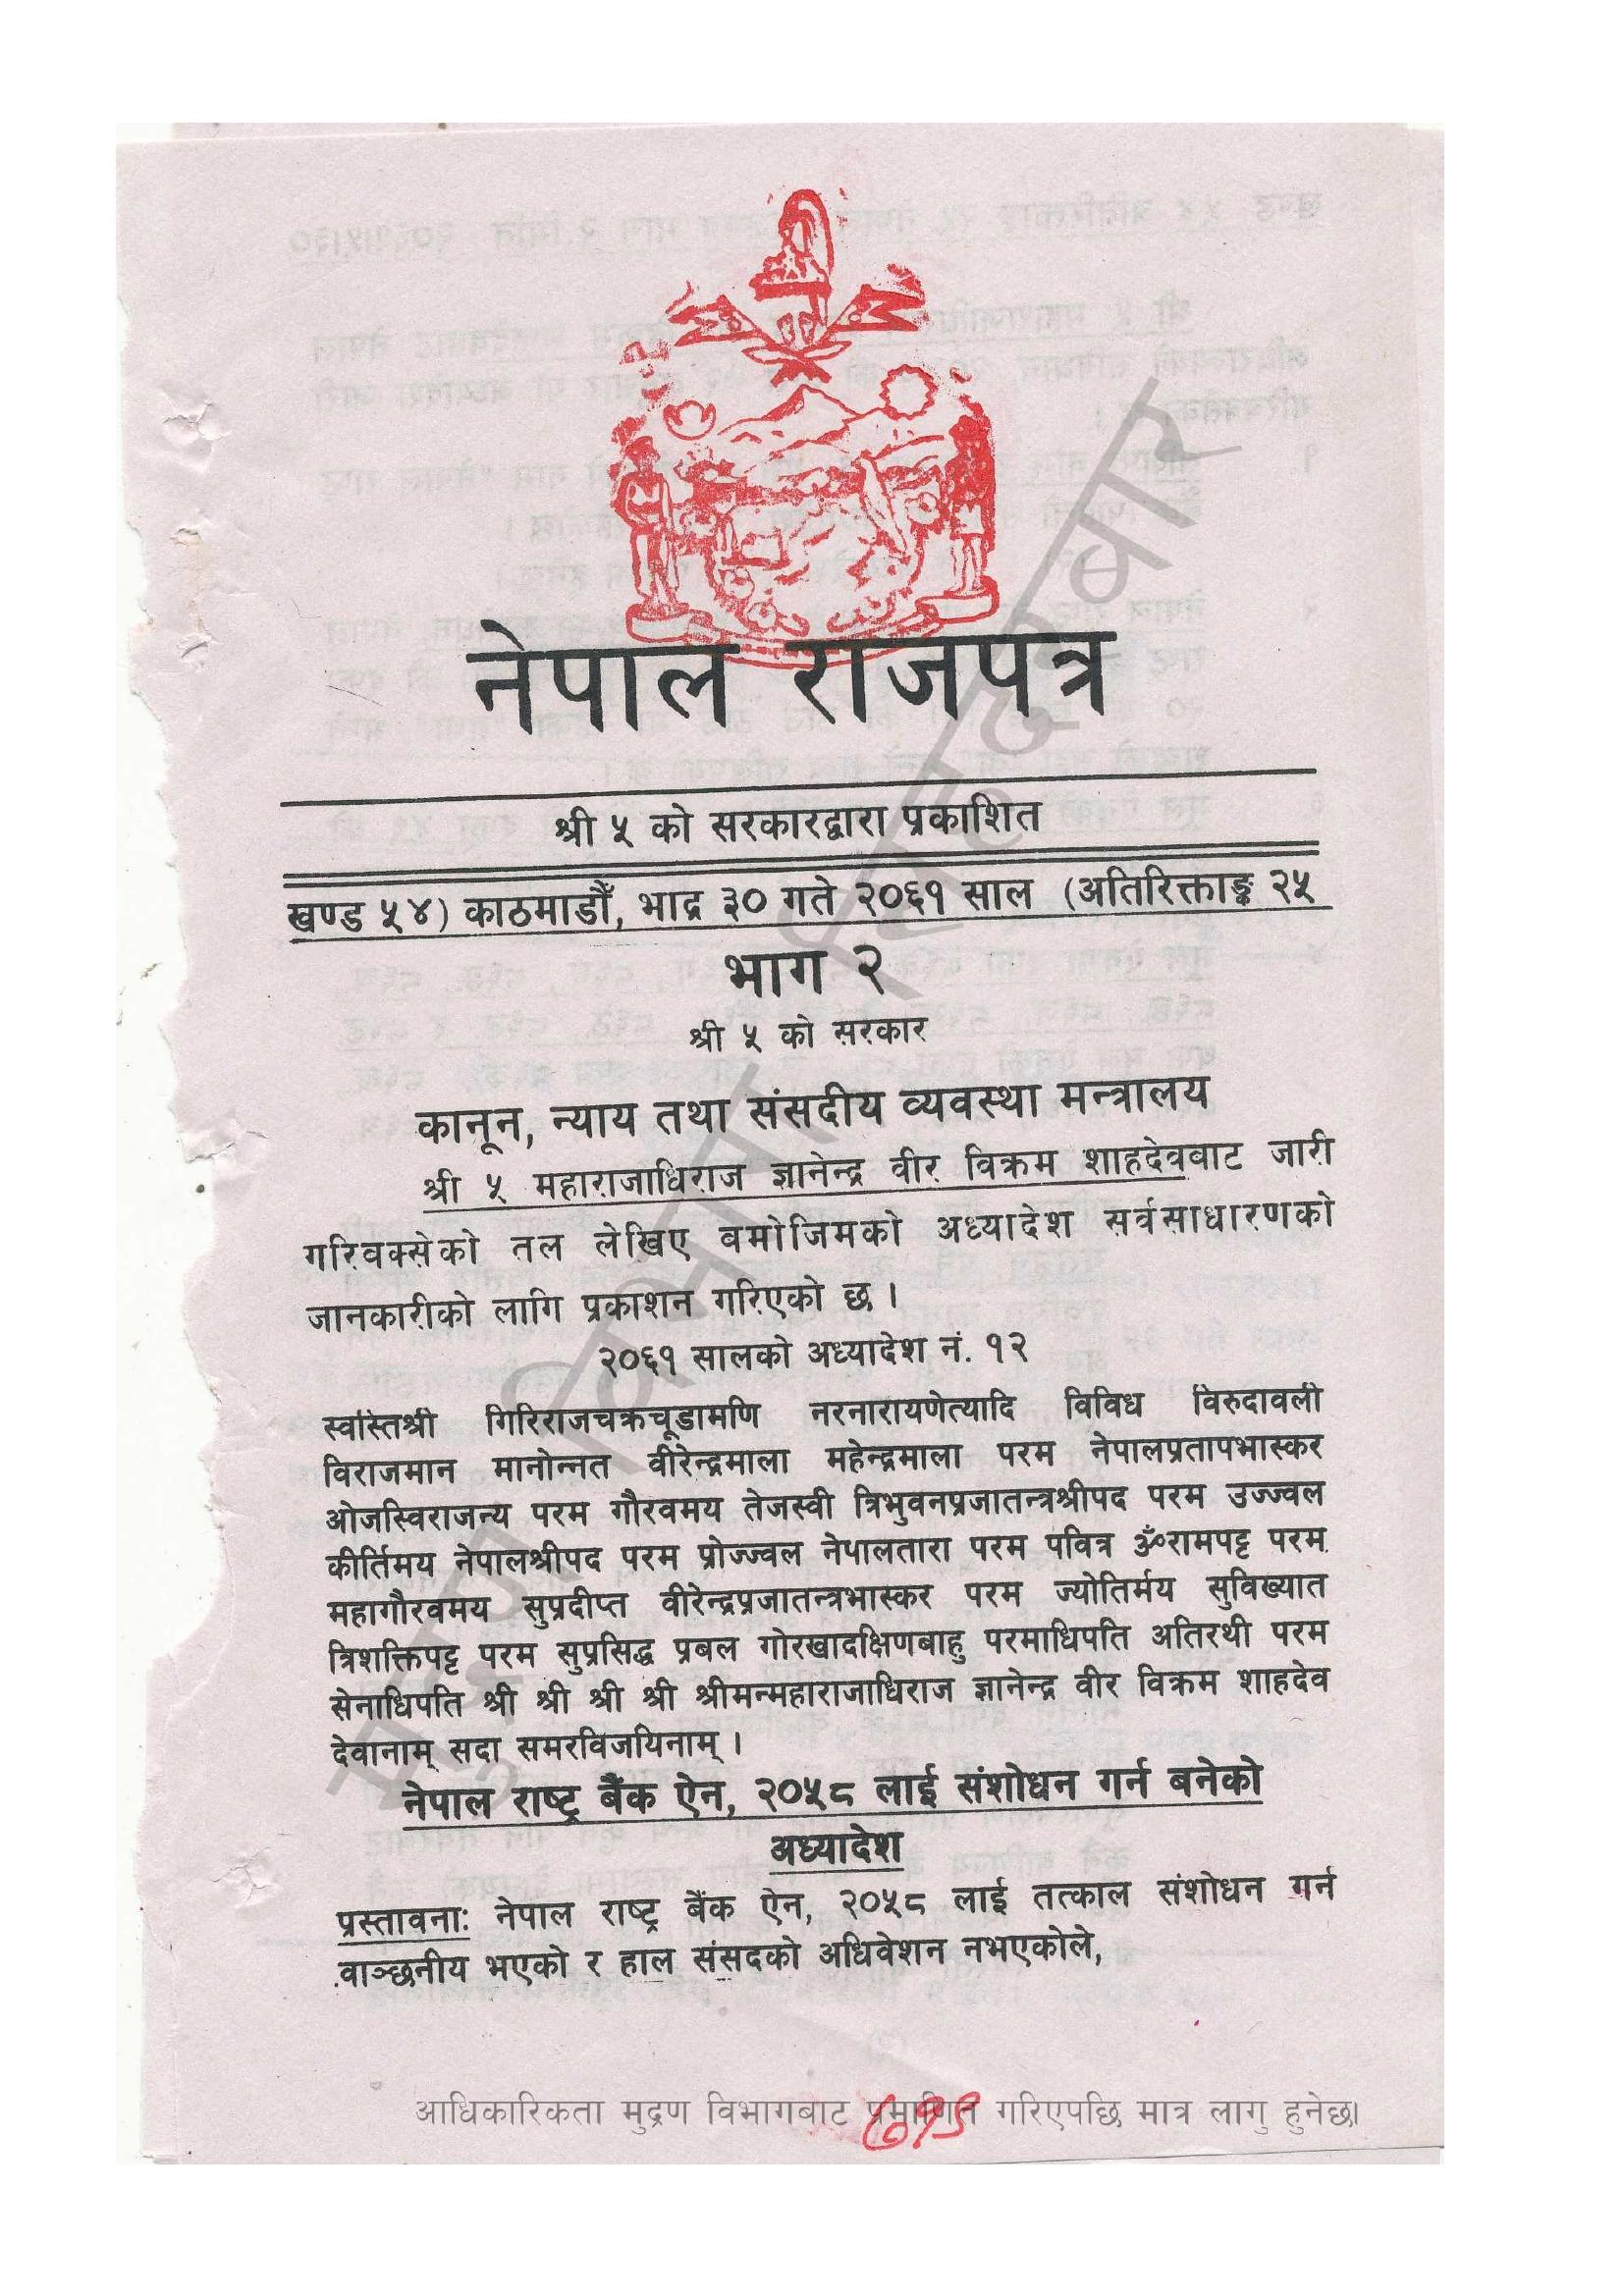 नेपाल राजपत्र
श्री ५ को सरकारद्वारा प्रकाशित
खण्ड ५४) काठमाडौँ, भाद्र ३० गते २०६१ साल (अतिरिक्ताङ्क २५
भाग २
श्री ५ को सरकार
कानून, न्याय तथा संसदीय व्यवस्था मन्त्रालय
श्री ५ महाराजाधिराज ज्ञानेन्द्र वीर विक्रम शाहदेवबाट जारी
गरिबक्सेको तल लेखिए बमोजिमको अध्यादेश सर्वसाधारणको
जानकारीको लागि प्रकाशन गरिएको छ ।
२०६१ सालको अध्यादेश नं. १२
स्वस्तिश्री गिरिराजचक्रचूडामणि नरनारायणेत्यादि विविध विरुदावली
विराजमान मानोन्नत वीरेन्द्रमाला महेन्द्रमाला परम नेपालप्रतापभास्कर
ओजस्विराजन्य परम गौरवमय तेजस्वी त्रिभुवनप्रजातन्त्रश्रीपद परम उज्ज्वल
कीर्तिमय नेपालश्रीपद परम प्रोज्ज्वल नेपालतारा परम पवित्र ॐरामपट्ट परम
महागौरवमय सुप्रदीप्त वीरेन्द्रप्रजातन्त्रभास्कर परम ज्योतिर्मय सुविख्यात
त्रिशक्तिपट्ट परम सुप्रसिद्ध प्रबल गोरखादक्षिणबाहु परमाधिपति अतिरथी परम
सेनाधिपति श्री श्री श्री श्री श्रीमन्महाराजाधिराज ज्ञानेन्द्र वीर विक्रम शाहदेव
देवानाम् सदा समरविजयिनाम् ।
नेपाल राष्ट्र बैंक ऐन, २०५८ लाई संशोधन गर्न बनेको
अध्यादेश
प्रस्तावनाः नेपाल राष्ट्र बैंक ऐन, २०५८ लाई तत्काल संशोधन गर्न
वाञ्छनीय भएको र हाल संसदको अधिवेशन नभएकोले,
आधिकारिकता मुद्रण विभागबाट प्रमाणित गरिएपछि मात्र लागु हुनेछ।